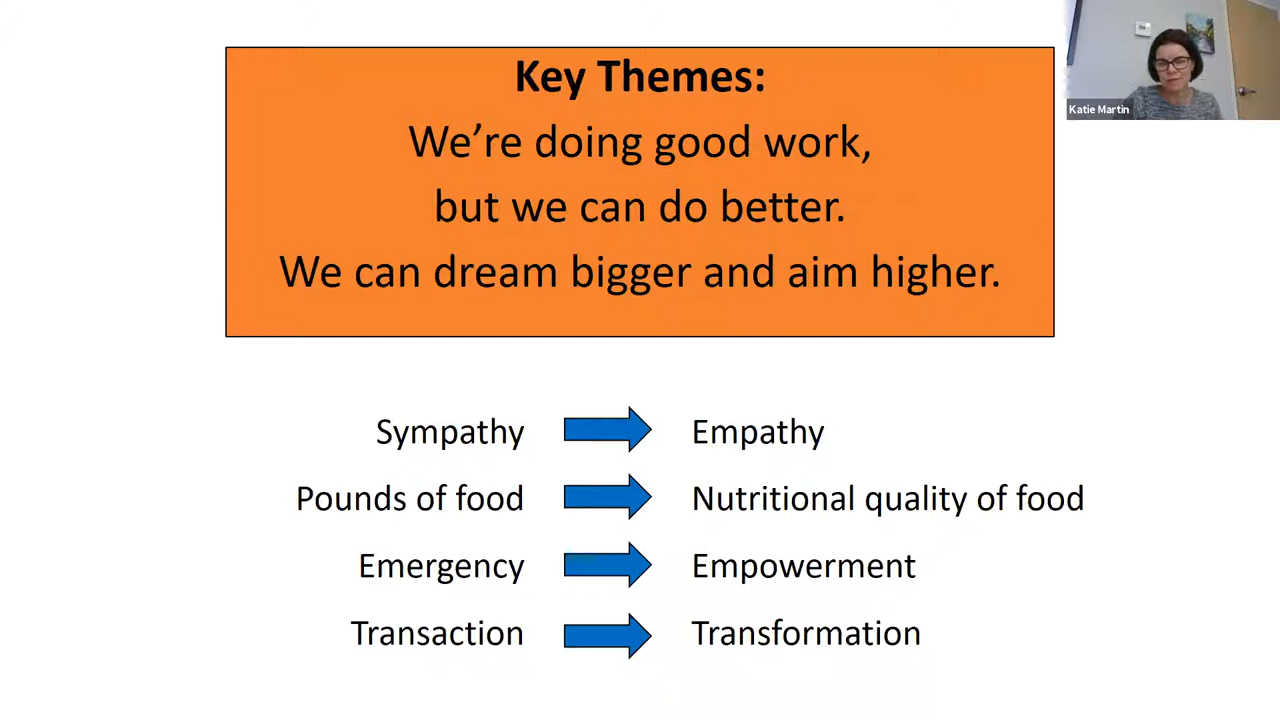 Key Themes:
We're doing good work,
but we can do better.
We can dream bigger and aim higher.
Katie Martin
Sympathy Empathy
Pounds of food Nutritional quality of food
Emergency Empowerment
Transaction Transformation